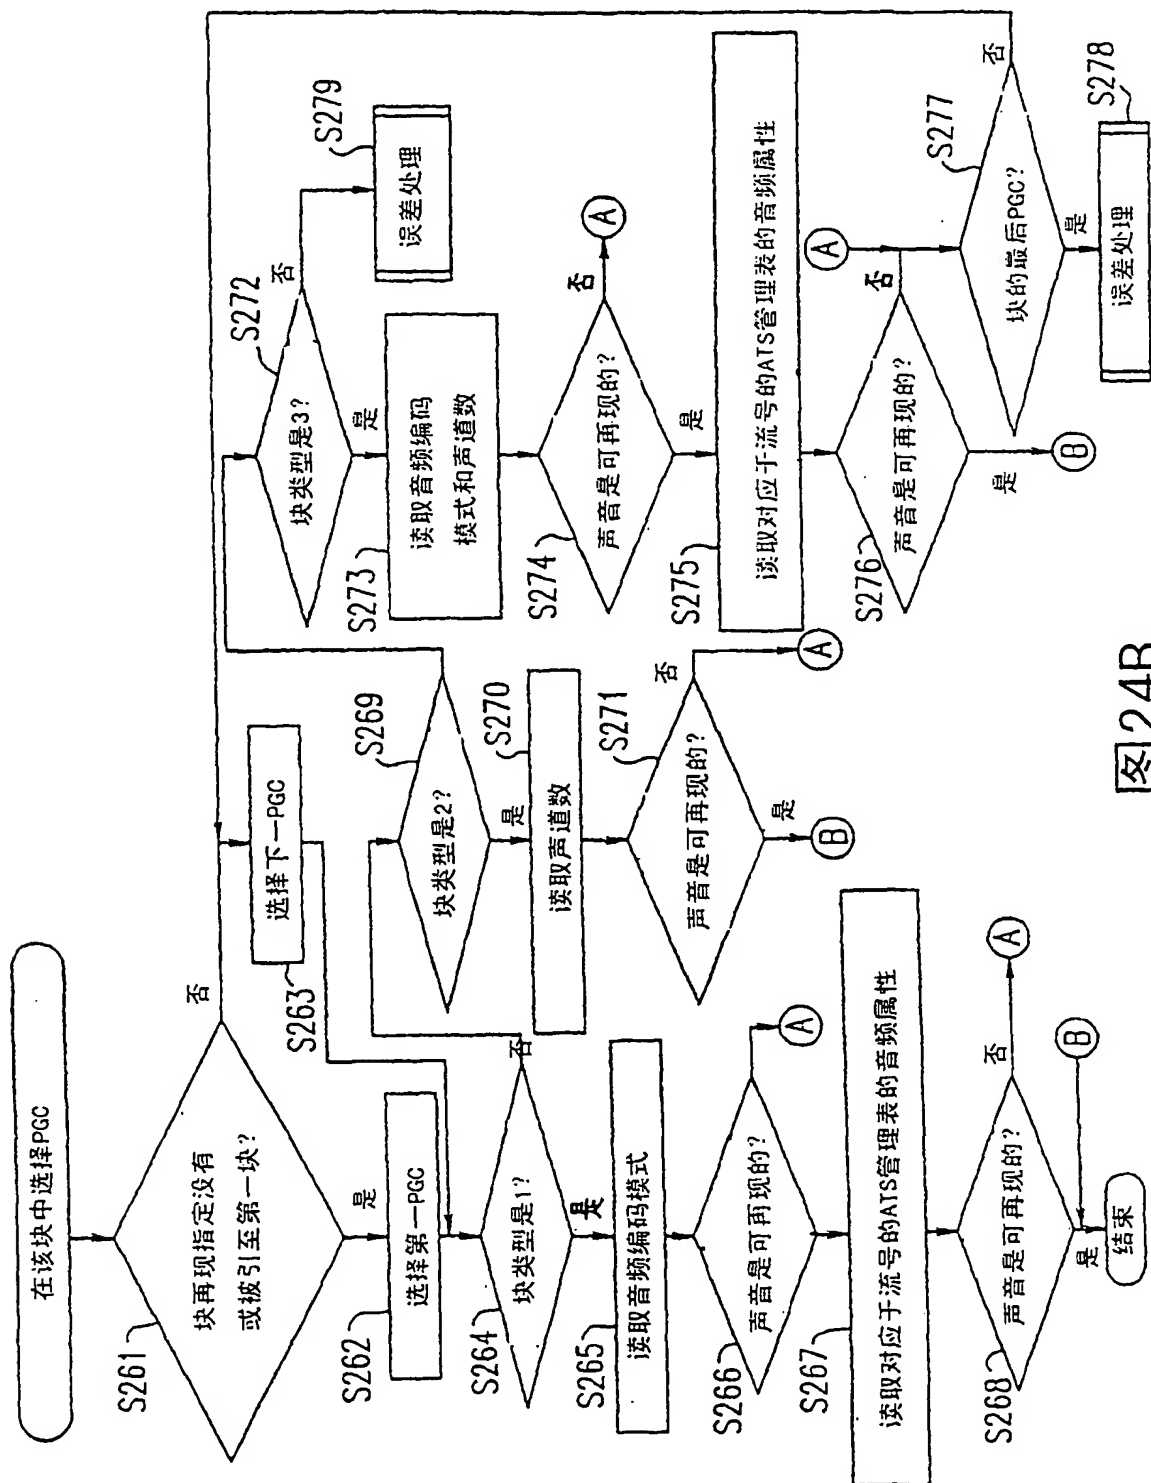 在该块中选择PGC
S261
块再现指定没有
或被引至第一块?
否
是
S262
选择第一PGC
S263
选择下一PGC
S264
块类型是1?
否
是
S265
读取音频编码模式
S266
声音是可再现的?
A
S267
读取对应于流号的ATS管理表的音频属性
S268
声音是可再现的?
否
A
是
B
结束
S269
块类型是2?
是
S270
读取声道数
S271
声音是可再现的?
否
A
是
B
S272
块类型是3?
否
S279
误差处理
是
S273
读取音频编码
模式和声道数
S274
声音是可再现的?
否
A
是
S275
读取对应于流号的ATS管理表的音频属性
S276
声音是可再现的?
否
A
是
B
S277
块的最后PGC?
否
是
S278
误差处理
图24B